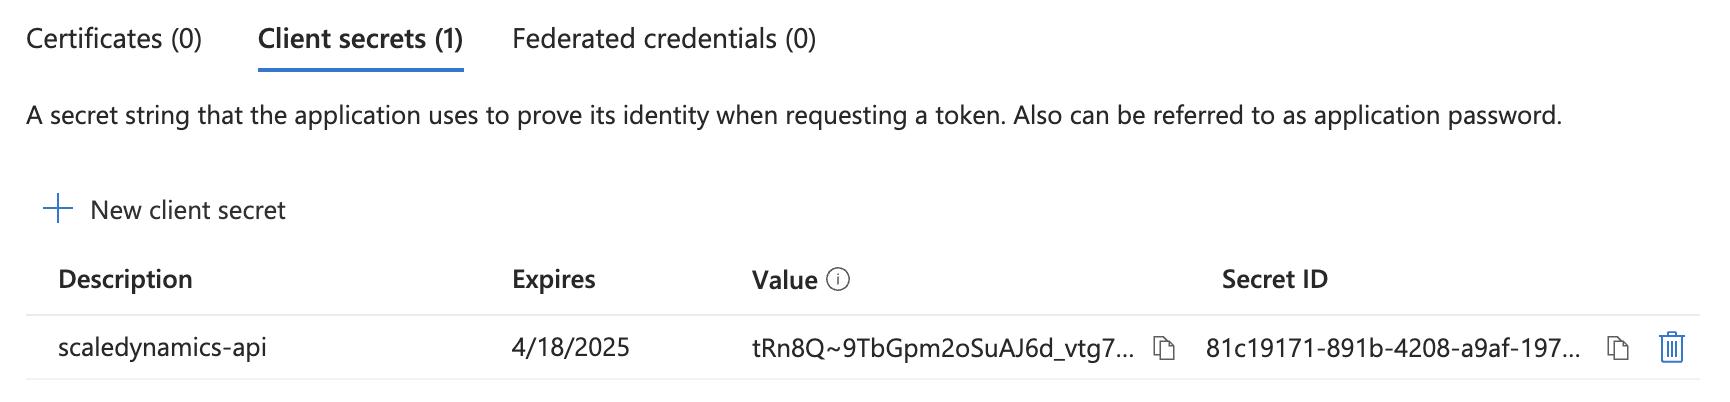 Certificates (0) Client secrets (1) Federated credentials (0)
A secret string that the application uses to prove its identity when requesting a token. Also can be referred to as application password.
New client secret
Description Expires Value Secret ID
scaledynamics-api 4/18/2025 tRn8Q~9TbGpm2oSuAJ6d_vtg7... 81c19171-891b-4208-a9af-197...